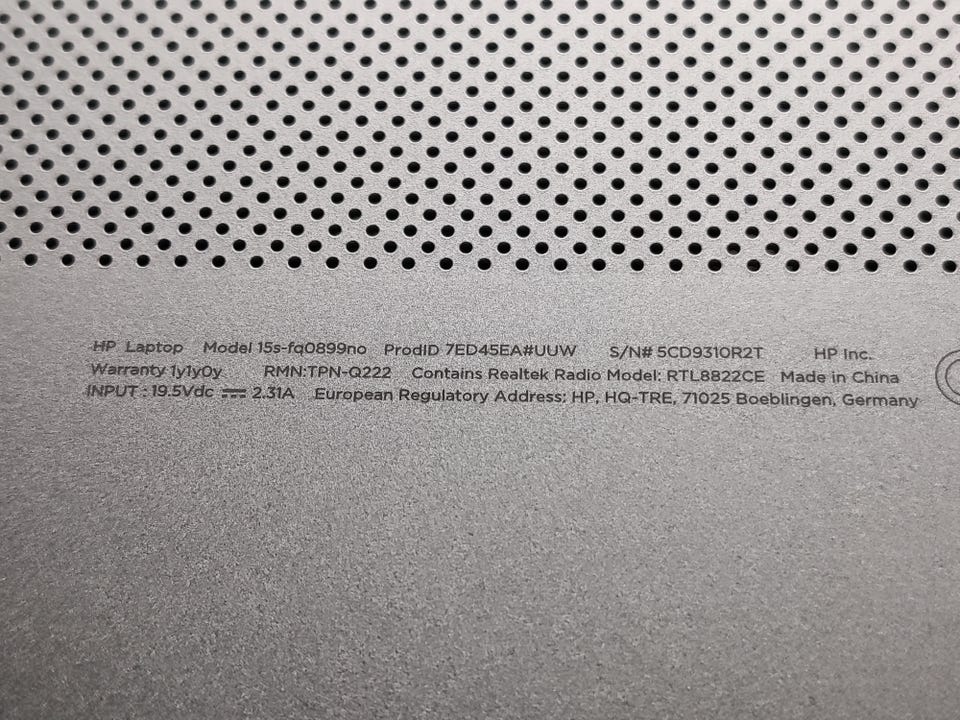 HP Laptop Model 15s-fq0899no ProdID 7ED45EA#UUW S/N# 5CD9310R2T HP Inc.
Warranty 1y1y0y RMN:TPN-Q222 Contains Realtek Radio Model: RTL8822CE Made in China
INPUT : 19.5Vdc ⎓ 2.31A European Regulatory Address: HP, HQ-TRE, 71025 Boeblingen, Germany